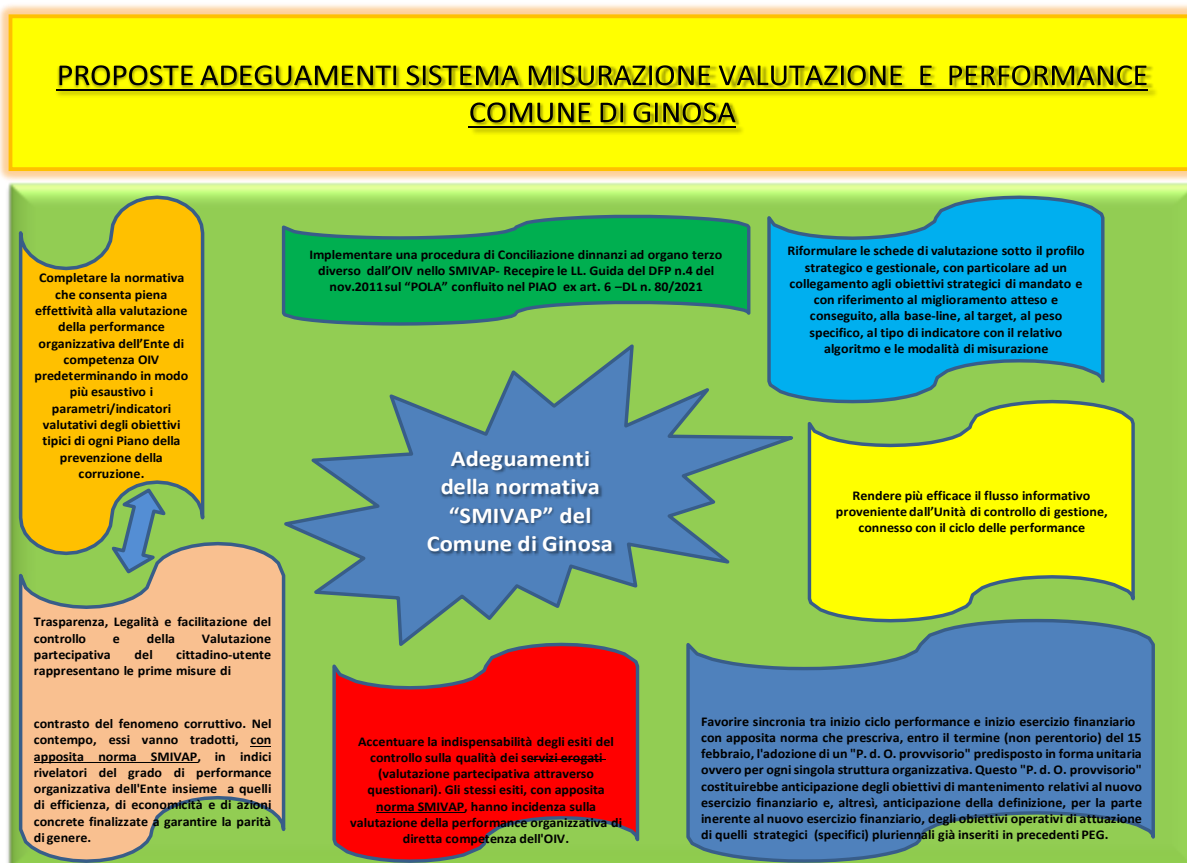 PROPOSTE ADEGUAMENTI SISTEMA MISURAZIONE VALUTAZIONE E PERFORMANCE
COMUNE DI GINOSA
Completare la normativa
che consenta piena
effettività alla valutazione
della performance
organizzativa dell'Ente di
competenza OIV
predeterminando in modo
più esaustivo i
parametri/indicatori
valutativi degli obiettivi
tipici di ogni Piano della
prevenzione della
corruzione.
Implementare una procedura di Conciliazione dinnanzi ad organo terzo
diverso dall'OIV nello SMIVAP- Recepire le LL. Guida del DFP n.4 del
nov.2011 sul "POLA" confluito nel PIAO ex art. 6 –DL n. 80/2021
Riformulare le schede di valutazione sotto il profilo
strategico e gestionale, con particolare ad un
collegamento agli obiettivi strategici di mandato e
con riferimento al miglioramento atteso e
conseguito, alla base-line, al target, al peso
specifico, al tipo di indicatore con il relativo
algoritmo e le modalità di misurazione
Adeguamenti
della normativa
"SMIVAP" del
Comune di Ginosa
Rendere più efficace il flusso informativo
proveniente dall'Unità di controllo di gestione,
connesso con il ciclo delle performance
Trasparenza, Legalità e facilitazione del
controllo e della Valutazione
partecipativa del cittadino-utente
rappresentano le prime misure di
contrasto del fenomeno corruttivo. Nel
contempo, essi vanno tradotti, con
apposita norma SMIVAP, in indici
rivelatori del grado di performance
organizzativa dell'Ente insieme a quelli
di efficienza, di economicità e di azioni
concrete finalizzate a garantire la parità
di genere.
Accentuare la indispensabilità degli esiti del
controllo sulla qualità dei servizi erogati
(valutazione partecipativa attraverso
questionari). Gli stessi esiti, con apposita
norma SMIVAP, hanno incidenza sulla
valutazione della performance organizzativa di
diretta competenza dell'OIV.
Favorire sincronia tra inizio ciclo performance e inizio esercizio finanziario
con apposita norma che prescriva, entro il termine (non perentorio) del 15
febbraio, l'adozione di un "P. d. O. provvisorio" predisposto in forma unitaria
ovvero per ogni singola struttura organizzativa. Questo "P. d. O. provvisorio"
costituirebbe anticipazione degli obiettivi di mantenimento relativi al nuovo
esercizio finanziario e, altresì, anticipazione della definizione, per la parte
inerente al nuovo esercizio finanziario, degli obiettivi operativi di attuazione
di quelli strategici (specifici) pluriennali già inseriti in precedenti PEG.